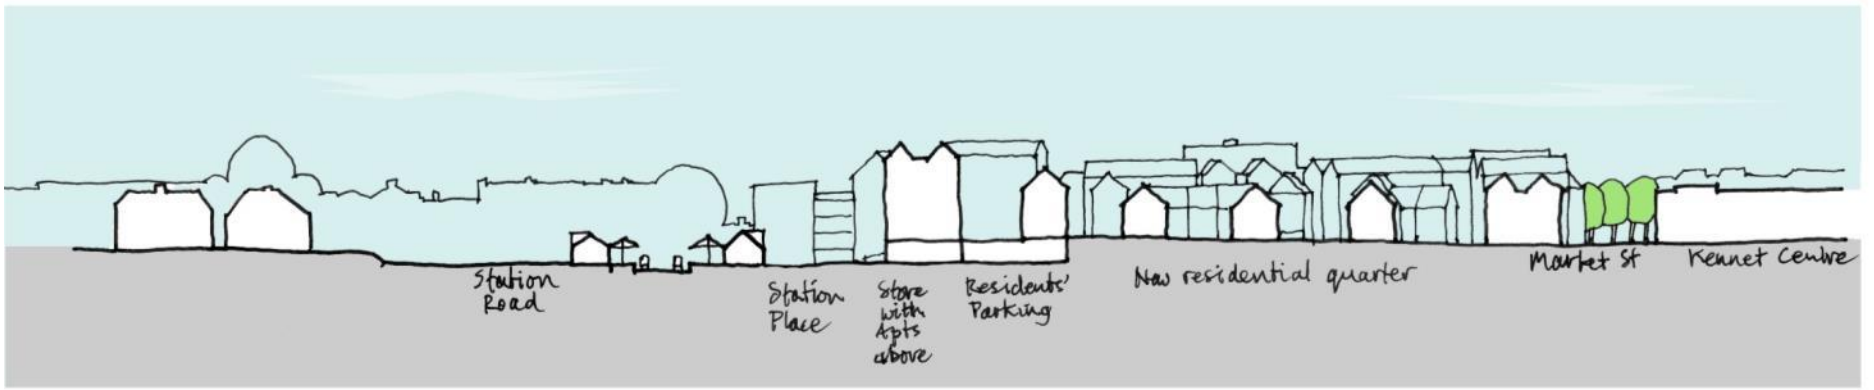 Station
Road
Station
Place
Store
with
Apts
above
Residents'
Parking
New residential quarter
Market St
Kennet Centre